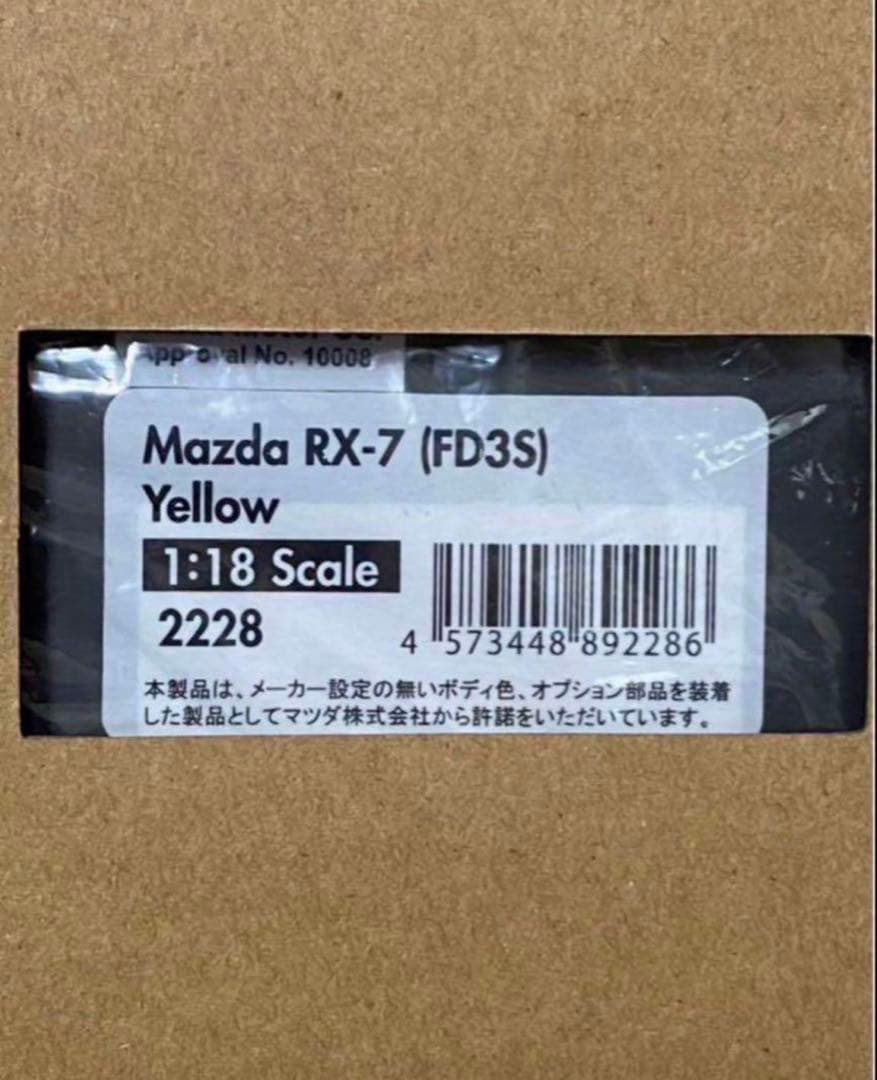 Approval No. 10008
Mazda RX-7 (FD3S)
Yellow
1:18 Scale
2228
4 573448 892286
本製品は、メーカー設定の無いボディ色、オプション部品を装着
した製品としてマツダ株式会社から許諾をいただいています。